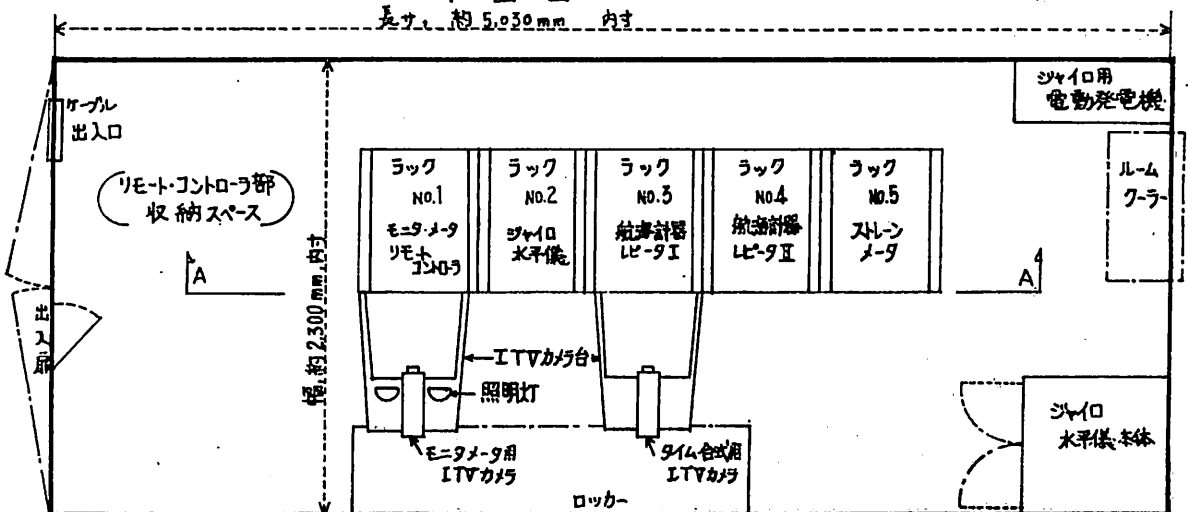 長サ, 約 5,030mm 内寸
ケーブル
出入口
(リモート・コントローラ部
収納スペース)
幅,約2,300mm,内寸
出入扉
A
ラック
NO.1
モニタ・メータ
リモート
コントローラ
ラック
NO.2
ジャイロ
水平儀
ラック
NO.3
航海計器
レピータ I
ラック
NO.4
航海計器
レピータ II
ラック
NO.5
ストレーン
メータ
A
ジャイロ用
電動発電機
ルーム
クーラー
ITVカメラ台
照明灯
モニタメータ用
ITVカメラ
ITVカメラ
ロッカー
ジャイロ
水平儀本体